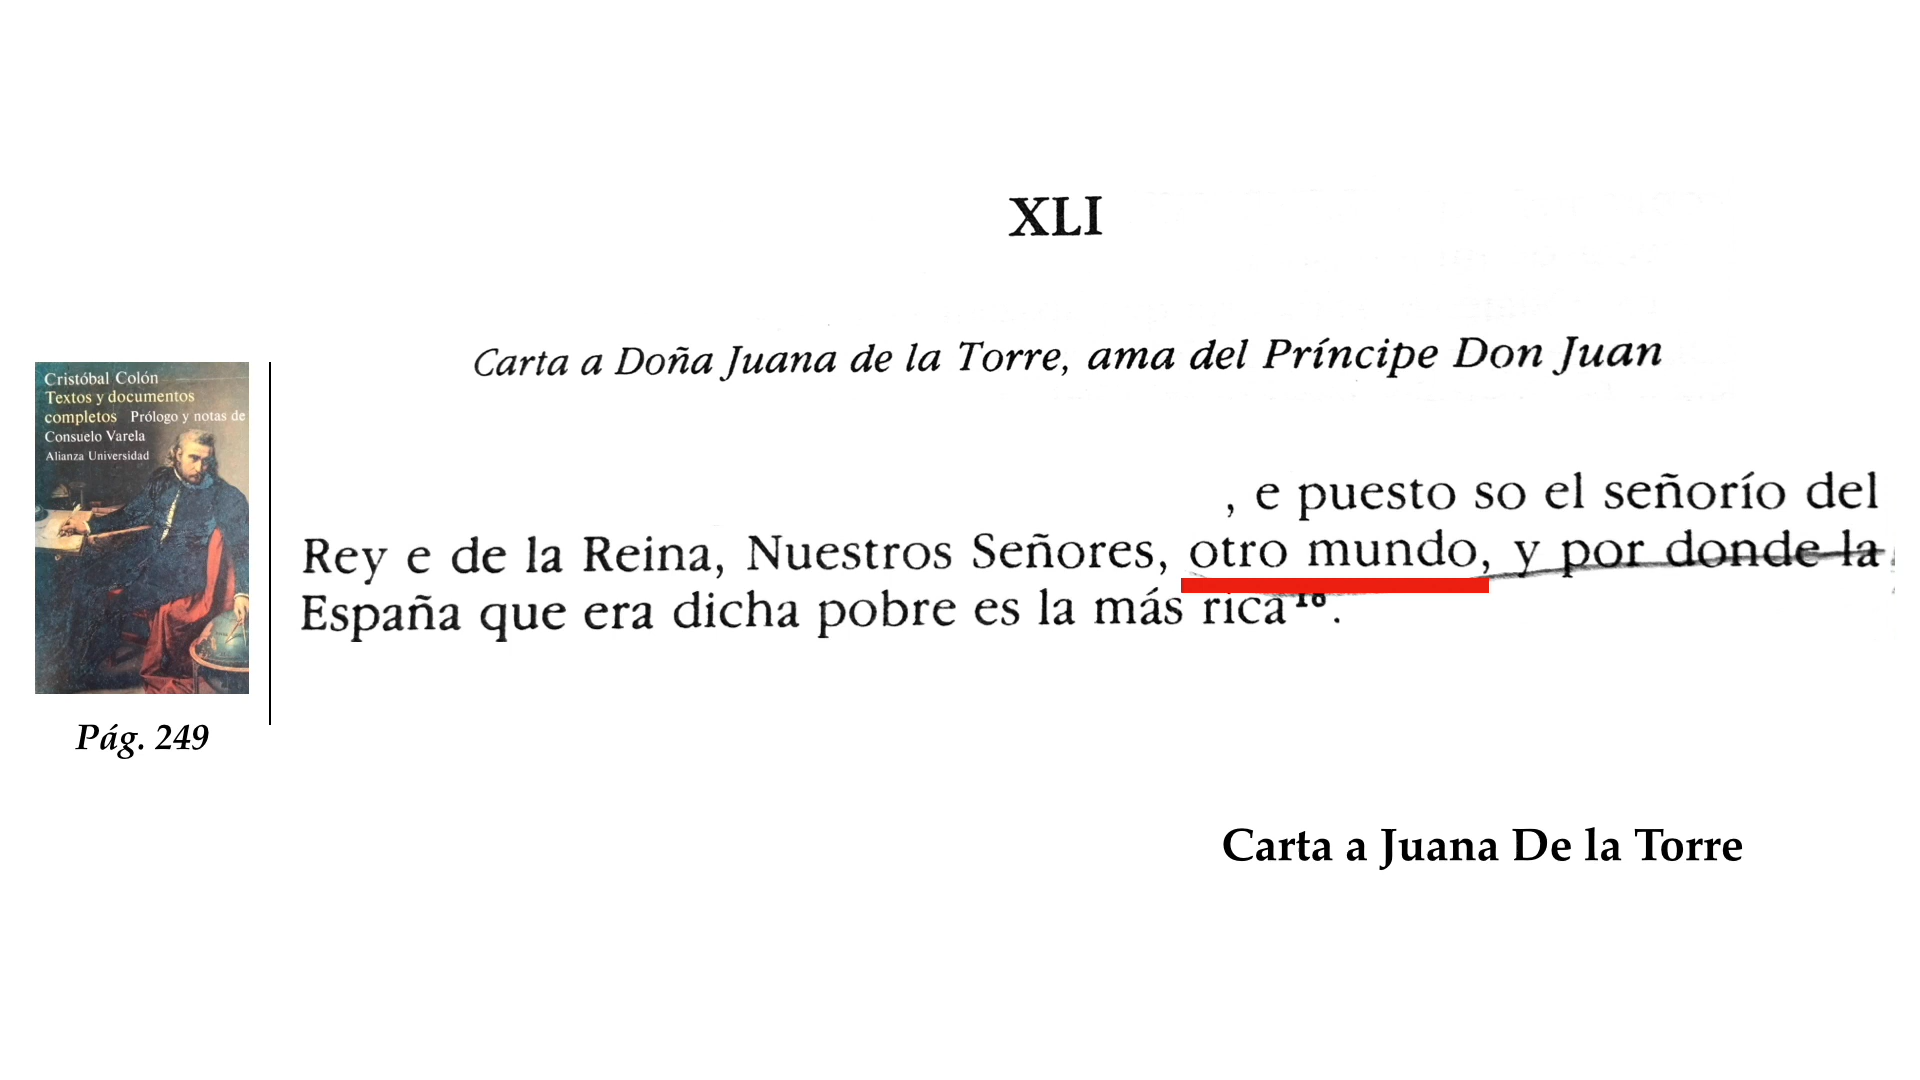 XLI
Carta a Doña Juana de la Torre, ama del Príncipe Don Juan
Cristóbal Colón
Textos y documentos
completos Prólogo y notas de
Consuelo Varela
Alianza Universidad
, e puesto so el señorío del
Rey e de la Reina, Nuestros Señores, otro mundo, y por donde la
España que era dicha pobre es la más rica¹⁶.
Pág. 249
Carta a Juana De la Torre